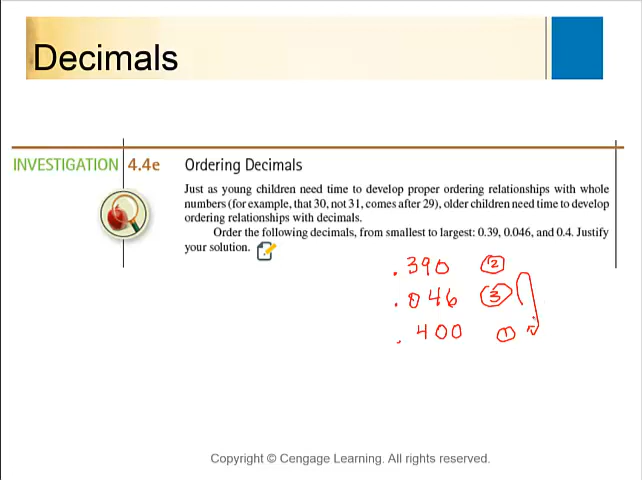 Decimals
INVESTIGATION 4.4e Ordering Decimals
Just as young children need time to develop proper ordering relationships with whole
numbers (for example, that 30, not 31, comes after 29), older children need time to develop
ordering relationships with decimals.
Order the following decimals, from smallest to largest: 0.39, 0.046, and 0.4. Justify
your solution.
.390 2
.046 3
.400 1
Copyright © Cengage Learning. All rights reserved.